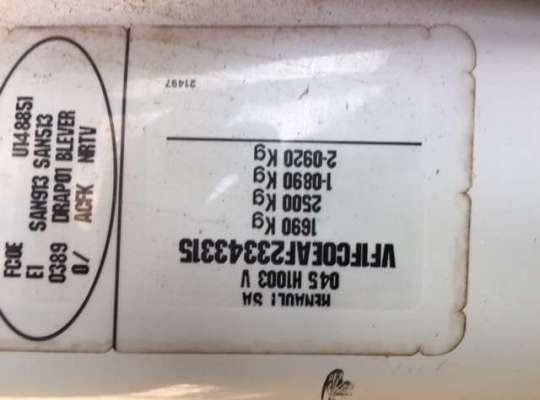 RENAULT SA
045 H1003 V
VF1FC0EAF23343315
1690 Kg
2500 Kg
1-0890 Kg
2-0920 Kg
21497
FC0E U148851
E1 SAN913 SAN513
0389 DRAP01 BLEVER
0/ ACFK NRTV